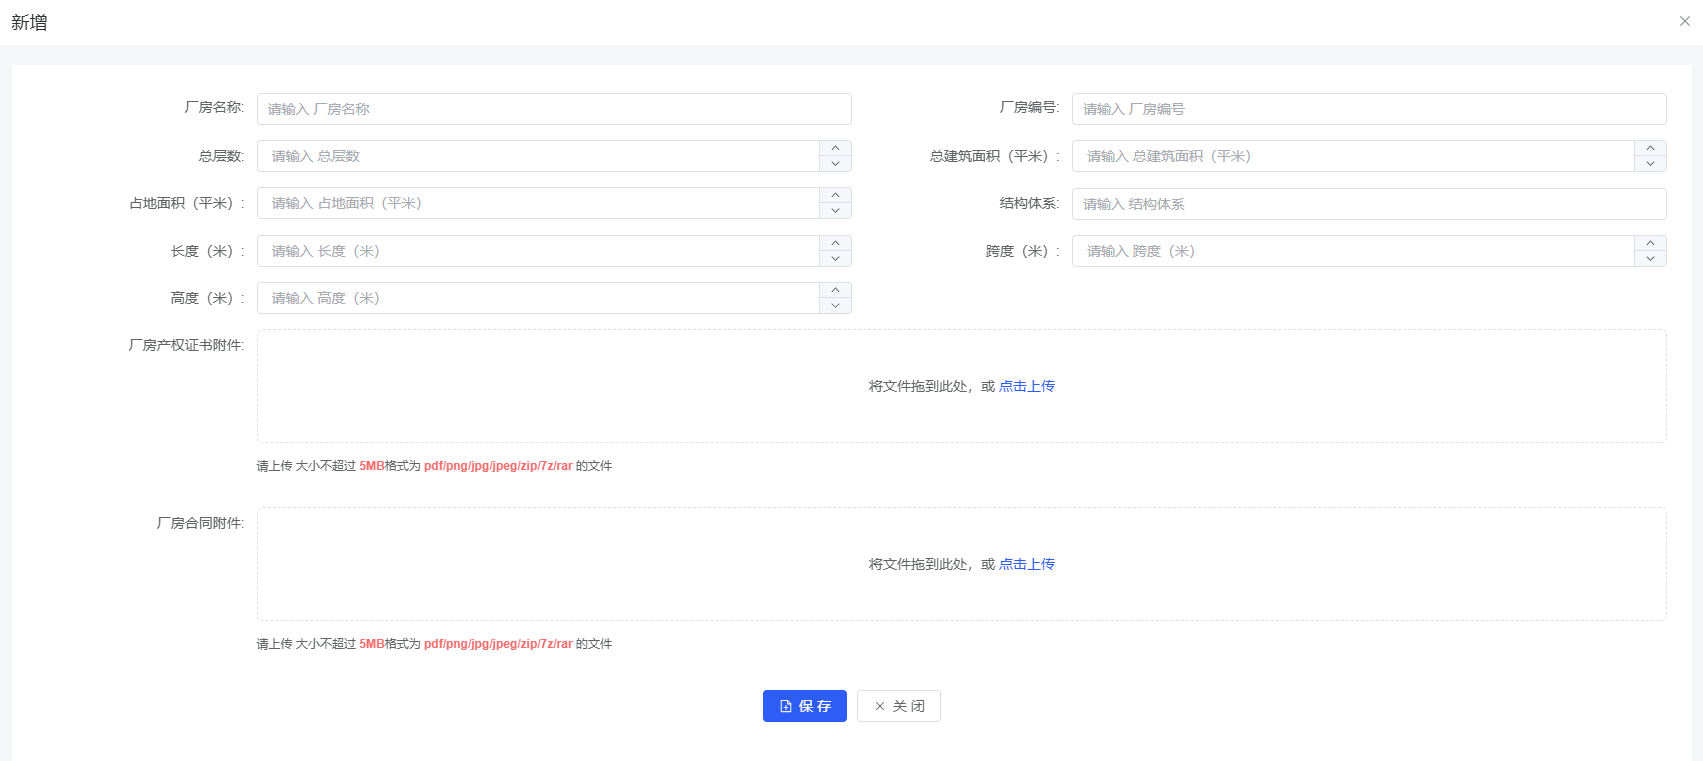 新增
厂房名称: 请输入 厂房名称 厂房编号: 请输入 厂房编号
总层数: 请输入 总层数 总建筑面积（平米）: 请输入 总建筑面积（平米）
占地面积（平米）: 请输入 占地面积（平米） 结构体系: 请输入 结构体系
长度（米）: 请输入 长度（米） 跨度（米）: 请输入 跨度（米）
高度（米）: 请输入 高度（米）
厂房产权证书附件:
将文件拖到此处，或 点击上传
请上传 大小不超过 5MB格式为 pdf/png/jpg/jpeg/zip/7z/rar 的文件
厂房合同附件:
将文件拖到此处，或 点击上传
请上传 大小不超过 5MB格式为 pdf/png/jpg/jpeg/zip/7z/rar 的文件
保 存 关 闭